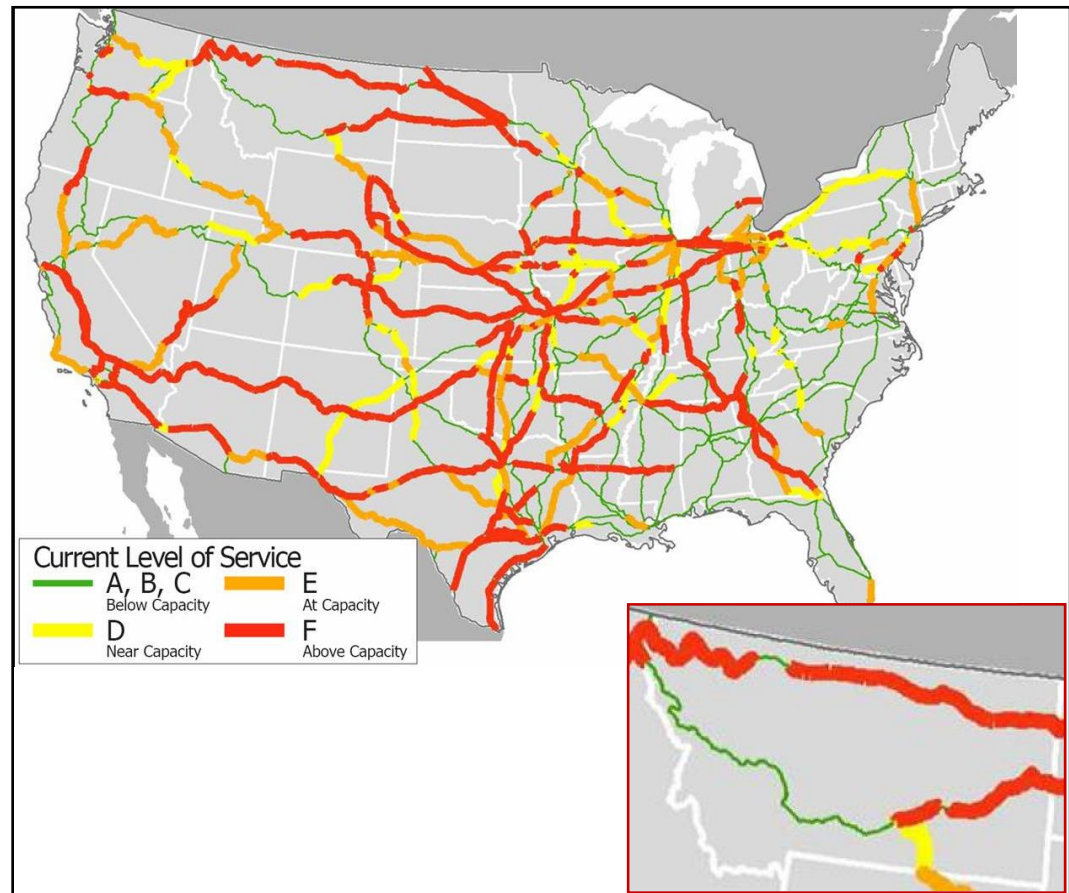 Current Level of Service
A, B, C
Below Capacity
E
At Capacity
D
Near Capacity
F
Above Capacity